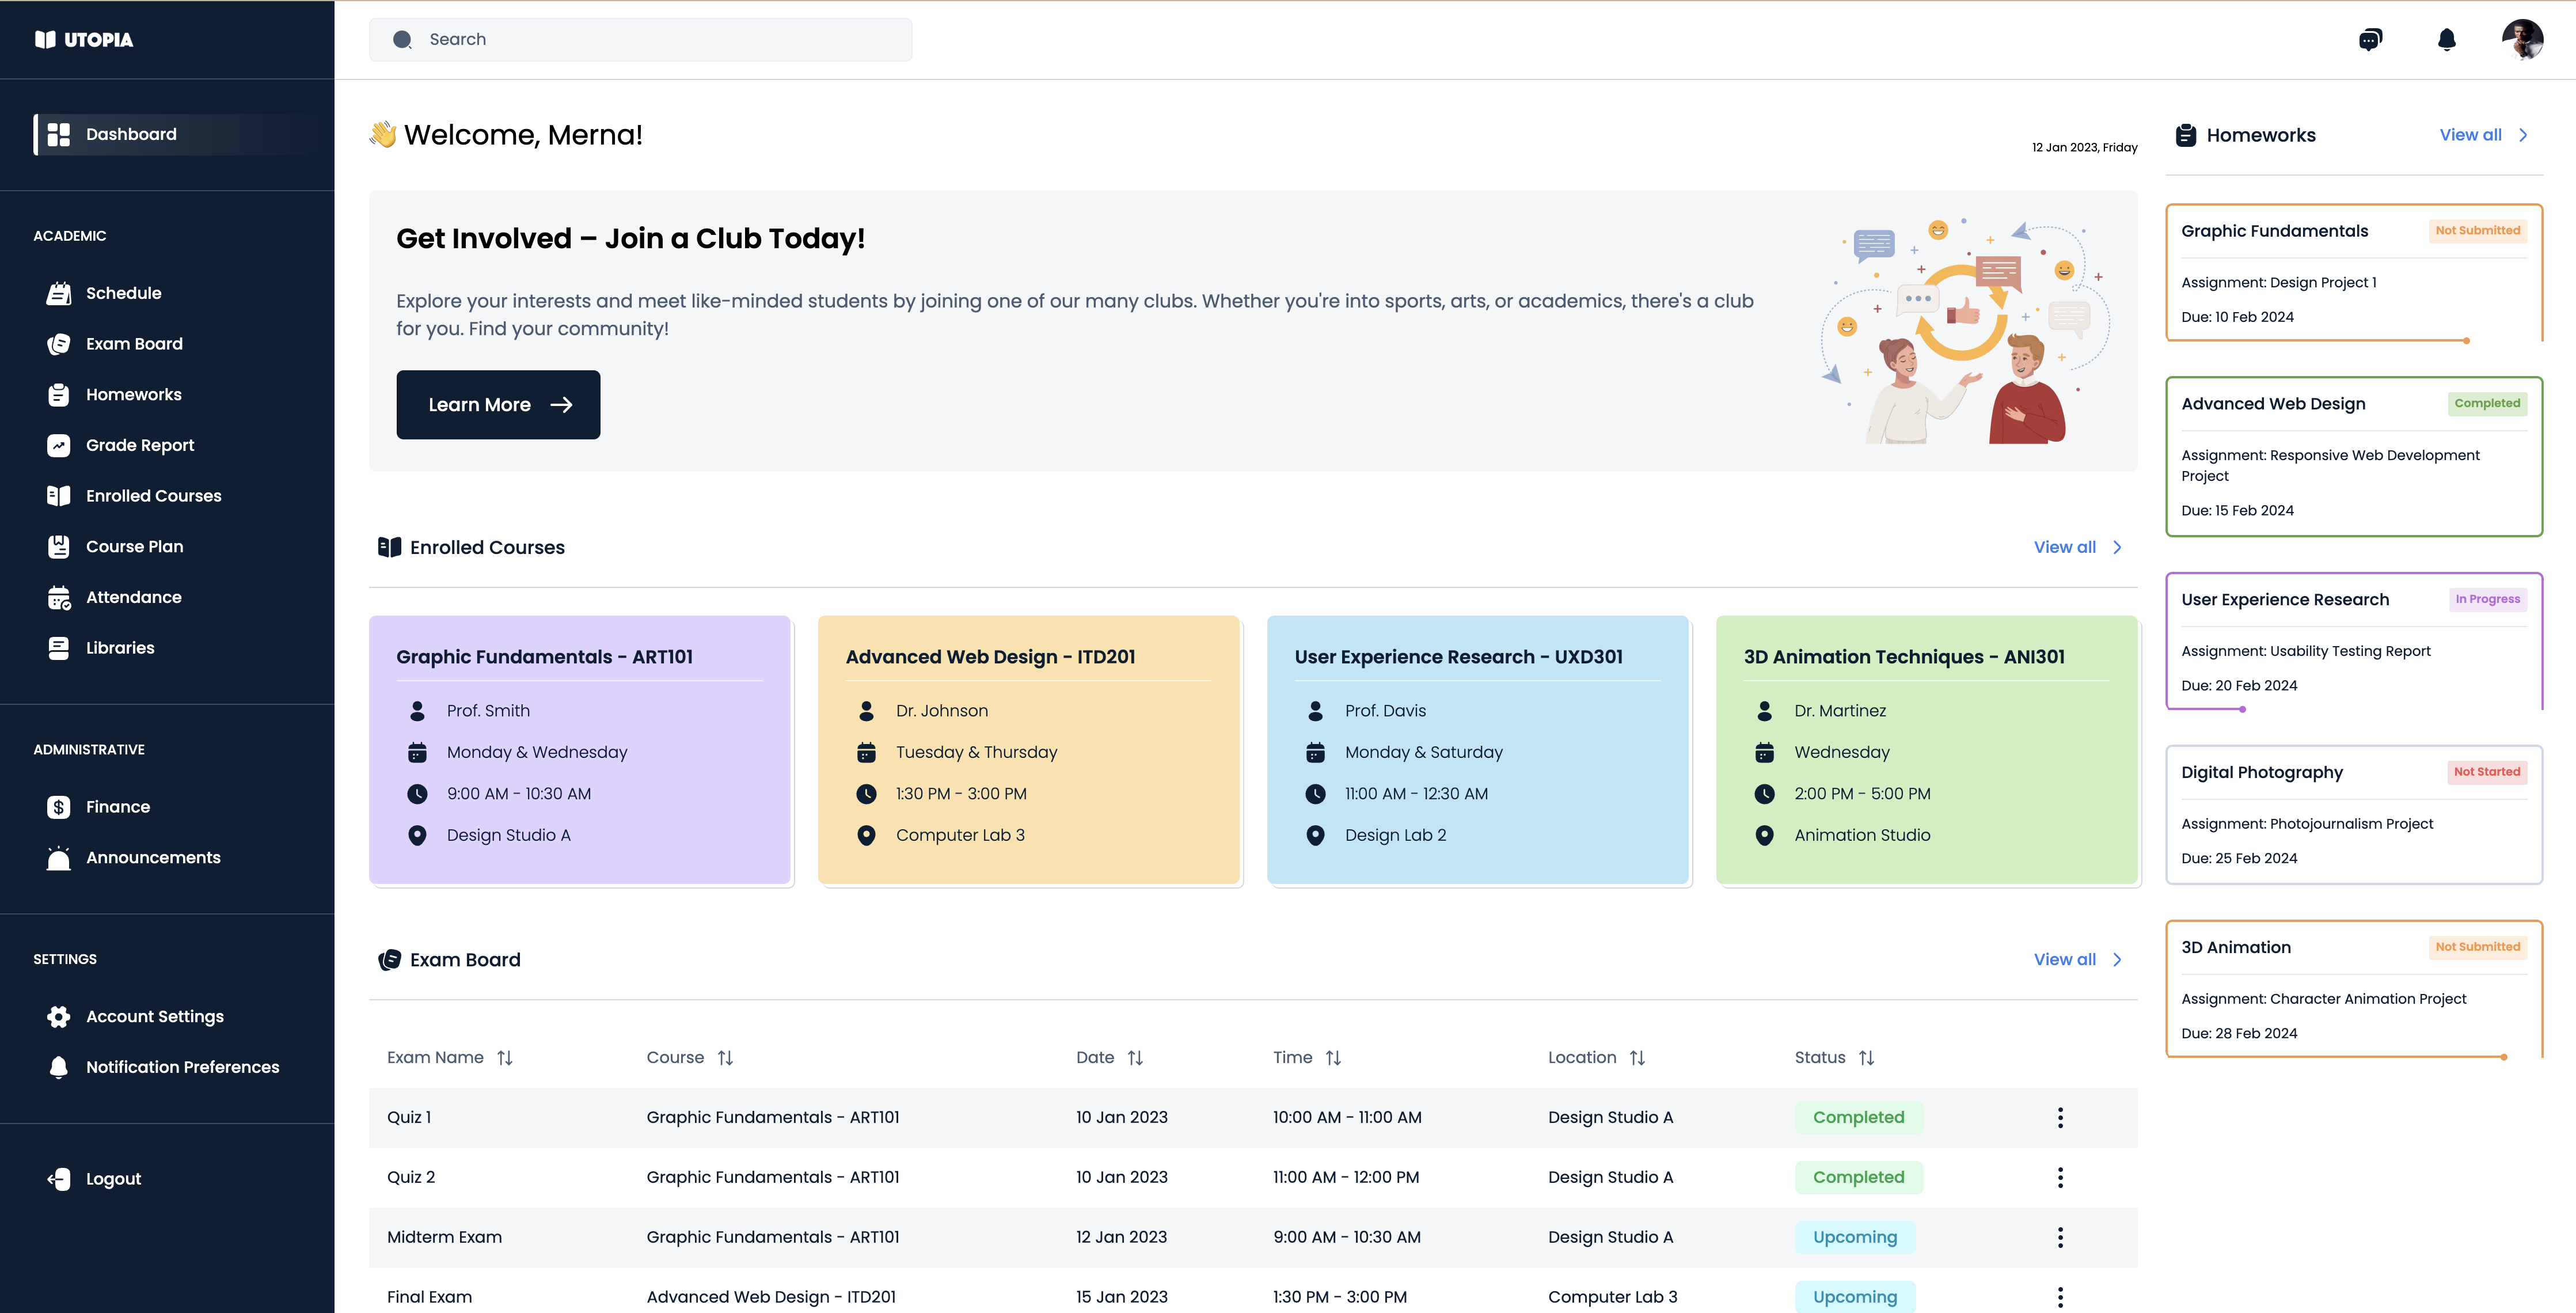 UTOPIA
Search
Dashboard
ACADEMIC
Schedule
Exam Board
Homeworks
Grade Report
Enrolled Courses
Course Plan
Attendance
Libraries
ADMINISTRATIVE
Finance
Announcements
SETTINGS
Account Settings
Notification Preferences
Logout
Welcome, Merna!
12 Jan 2023, Friday
Get Involved – Join a Club Today!
Explore your interests and meet like-minded students by joining one of our many clubs. Whether you're into sports, arts, or academics, there's a club
for you. Find your community!
Learn More
Enrolled Courses
View all
Graphic Fundamentals - ART101
Prof. Smith
Monday & Wednesday
9:00 AM - 10:30 AM
Design Studio A
Advanced Web Design - ITD201
Dr. Johnson
Tuesday & Thursday
1:30 PM - 3:00 PM
Computer Lab 3
User Experience Research - UXD301
Prof. Davis
Monday & Saturday
11:00 AM - 12:30 AM
Design Lab 2
3D Animation Techniques - ANI301
Dr. Martinez
Wednesday
2:00 PM - 5:00 PM
Animation Studio
Exam Board
View all
Exam Name Course Date Time Location Status
Quiz 1 Graphic Fundamentals - ART101 10 Jan 2023 10:00 AM - 11:00 AM Design Studio A Completed
Quiz 2 Graphic Fundamentals - ART101 10 Jan 2023 11:00 AM - 12:00 PM Design Studio A Completed
Midterm Exam Graphic Fundamentals - ART101 12 Jan 2023 9:00 AM - 10:30 AM Design Studio A Upcoming
Final Exam Advanced Web Design - ITD201 15 Jan 2023 1:30 PM - 3:00 PM Computer Lab 3 Upcoming
Homeworks
View all
Graphic Fundamentals Not Submitted
Assignment: Design Project 1
Due: 10 Feb 2024
Advanced Web Design Completed
Assignment: Responsive Web Development
Project
Due: 15 Feb 2024
User Experience Research In Progress
Assignment: Usability Testing Report
Due: 20 Feb 2024
Digital Photography Not Started
Assignment: Photojournalism Project
Due: 25 Feb 2024
3D Animation Not Submitted
Assignment: Character Animation Project
Due: 28 Feb 2024